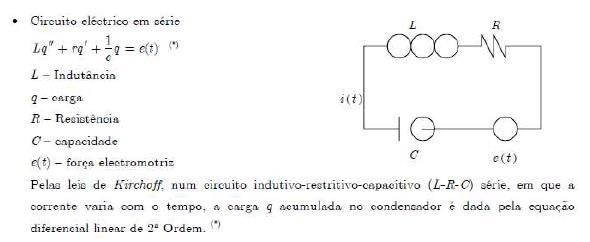 • Circuito eléctrico em série
Lq″ + rq′ + 1/c q = e(t) (*)
L – Indutância
q – carga
R – Resistência
C – capacidade
e(t) – força electromotriz
L
R
i(t)
C
e(t)
Pelas leis de Kirchoff, num circuito indutivo-restritivo-capacitivo (L-R-C) série, em que a
corrente varia com o tempo, a carga q acumulada no condensador é dada pela equação
diferencial linear de 2ª Ordem. (*)